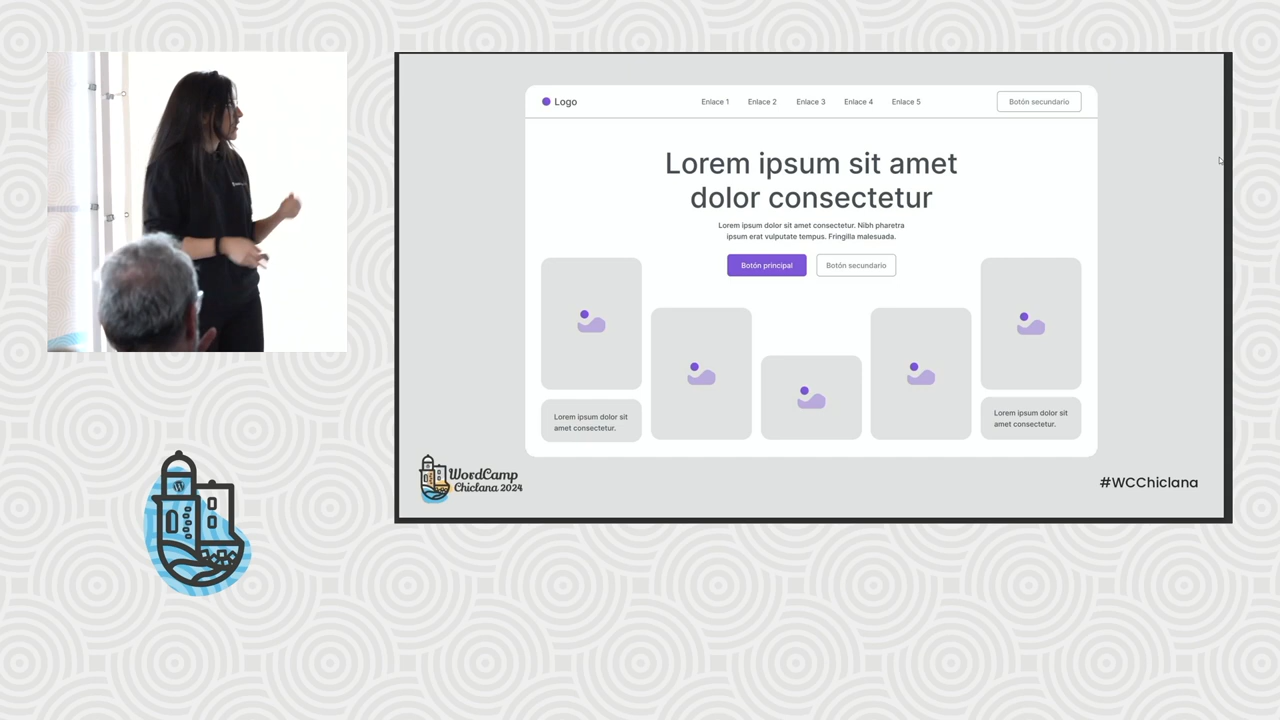 Logo
Enlace 1
Enlace 2
Enlace 3
Enlace 4
Enlace 5
Botón secundario
Lorem ipsum sit amet
dolor consectetur
Lorem ipsum dolor sit amet consectetur. Nibh pharetra
ipsum erat vulputate tempus. Fringilla malesuada.
Botón principal
Botón secundario
Lorem ipsum dolor sit
amet consectetur.
Lorem ipsum dolor sit
amet consectetur.
WordCamp
Chiclana 2024
#WCChiclana